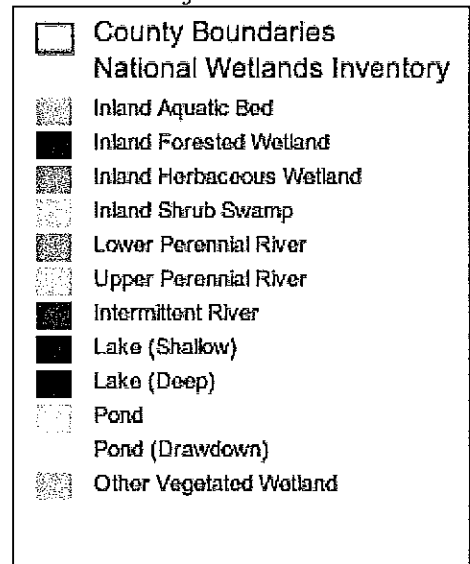 County Boundaries
National Wetlands Inventory
Inland Aquatic Bed
Inland Forested Wetland
Inland Herbaceous Wetland
Inland Shrub Swamp
Lower Perennial River
Upper Perennial River
Intermittent River
Lake (Shallow)
Lake (Deep)
Pond
Pond (Drawdown)
Other Vegetated Wetland